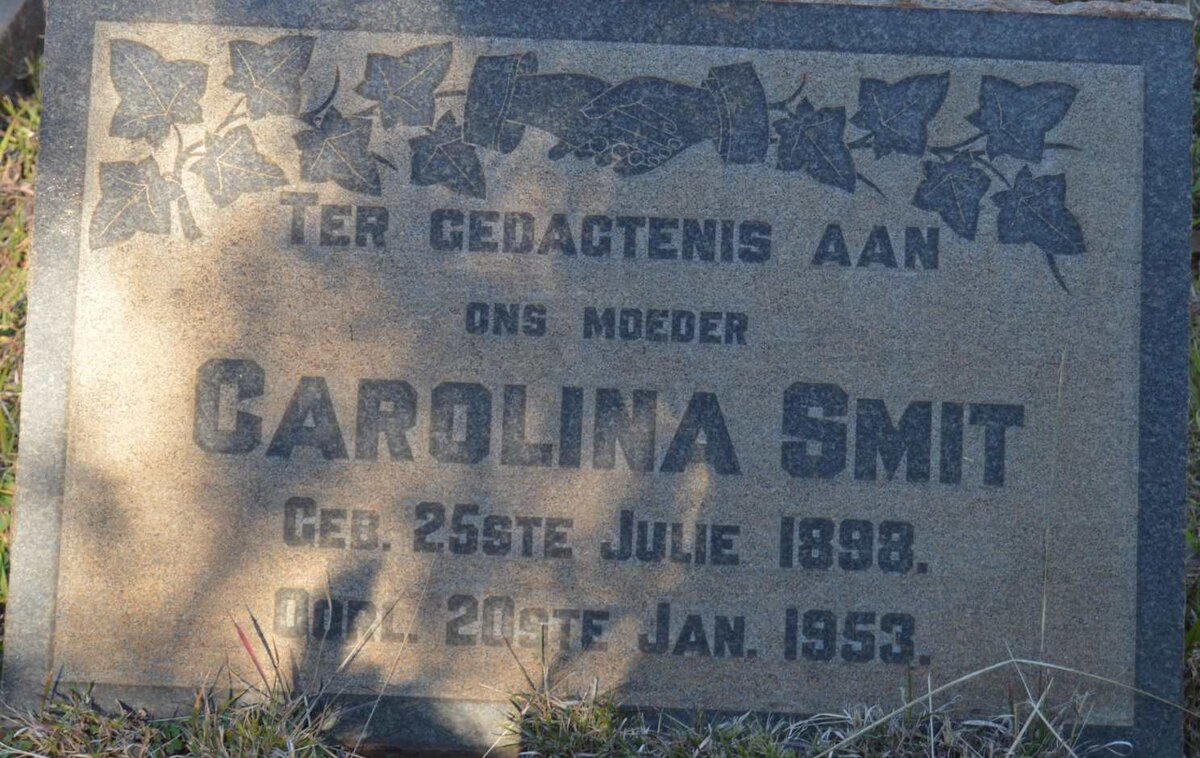 TER GEDAGTENIS AAN
ONS MOEDER
CAROLINA SMIT
GEB. 25STE JULIE 1898.
OORL. 20STE JAN. 1953.